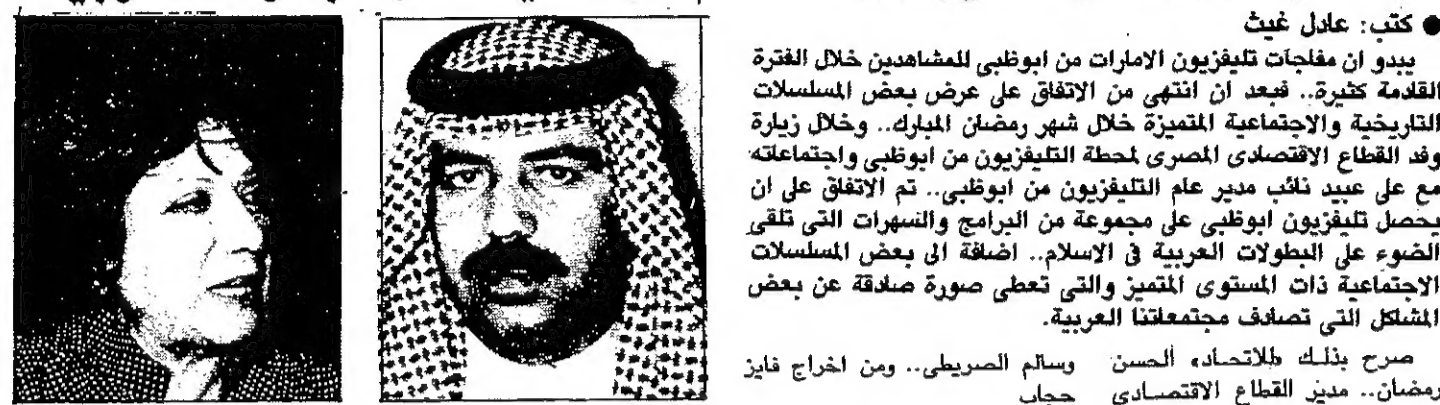 ● كتب: عادل غيث
يبدو ان مفاجآت تليفزيون الامارات من ابوظبى للمشاهدين خلال الفترة
القادمة كثيرة.. فبعد ان انتهى من الاتفاق على عرض بعض المسلسلات
التاريخية والاجتماعية المتميزة خلال شهر رمضان المبارك.. وخلال زيارة
وفد القطاع الاقتصادى المصرى لمحطة التليفزيون من ابوظبى واجتماعاته
مع على عبيد نائب مدير عام التليفزيون من ابوظبى.. تم الاتفاق على ان
يحصل تليفزيون ابوظبى على مجموعة من البرامج والسهرات التى تلقى
الضوء على البطولات العربية فى الاسلام.. اضافة الى بعض المسلسلات
الاجتماعية ذات المستوى المتميز والتى تعطى صورة صادقة عن بعض
المشاكل التى تصادف مجتمعاتنا العربية.
صرح بذلك «للاتحاد» الحسن
رمضان.. مدير القطاع الاقتصادى
وسالم الصريطى.. ومن اخراج فايز
حجاب